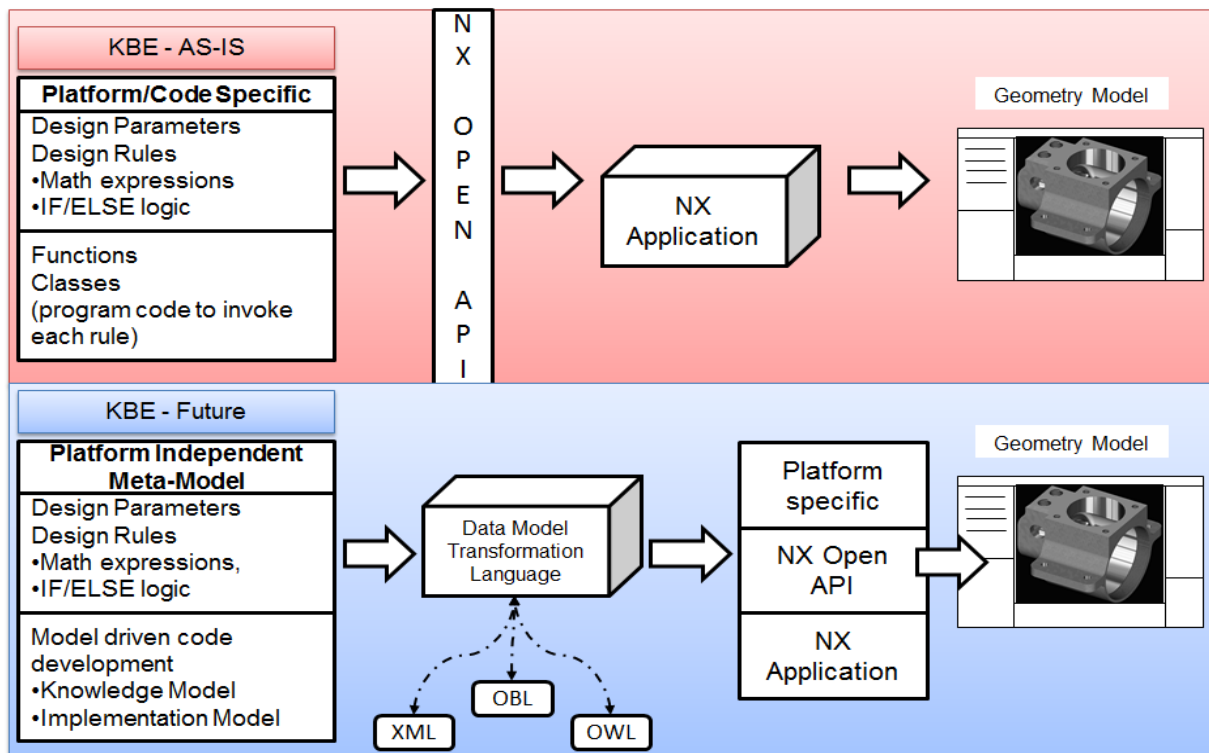 KBE - AS-IS
Platform/Code Specific
Design Parameters
Design Rules
•Math expressions
•IF/ELSE logic
Functions
Classes
(program code to invoke
each rule)
N
X
O
P
E
N
A
P
I
NX
Application
Geometry Model
KBE - Future
Platform Independent
Meta-Model
Design Parameters
Design Rules
•Math expressions,
•IF/ELSE logic
Model driven code
development
•Knowledge Model
•Implementation Model
Data Model
Transformation
Language
XML
OBL
OWL
Platform
specific
NX Open
API
NX
Application
Geometry Model